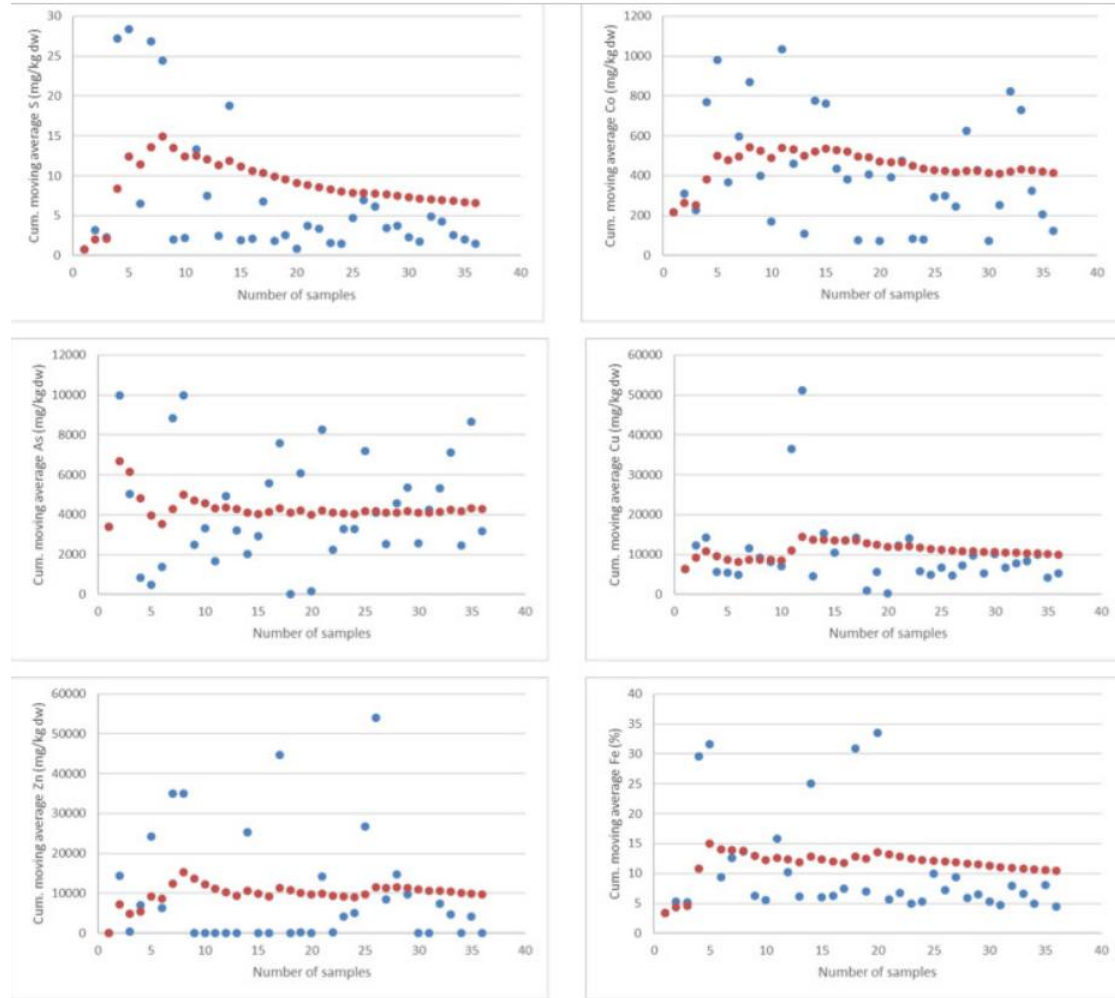 Cum. moving average S (mg/kg dw)
30
25
20
15
10
5
0
0 5 10 15 20 25 30 35 40
Number of samples
Cum. moving average Co (mg/kg dw)
1200
1000
800
600
400
200
0
0 5 10 15 20 25 30 35 40
Number of samples
Cum. moving average As (mg/kg dw)
12000
10000
8000
6000
4000
2000
0
0 5 10 15 20 25 30 35 40
Number of samples
Cum. moving average Cu (mg/kg dw)
60000
50000
40000
30000
20000
10000
0
0 5 10 15 20 25 30 35 40
Number of samples
Cum. moving average Zn (mg/kg dw)
60000
50000
40000
30000
20000
10000
0
0 5 10 15 20 25 30 35 40
Number of samples
Cum. moving average Fe (%)
40
35
30
25
20
15
10
5
0
0 5 10 15 20 25 30 35 40
Number of samples